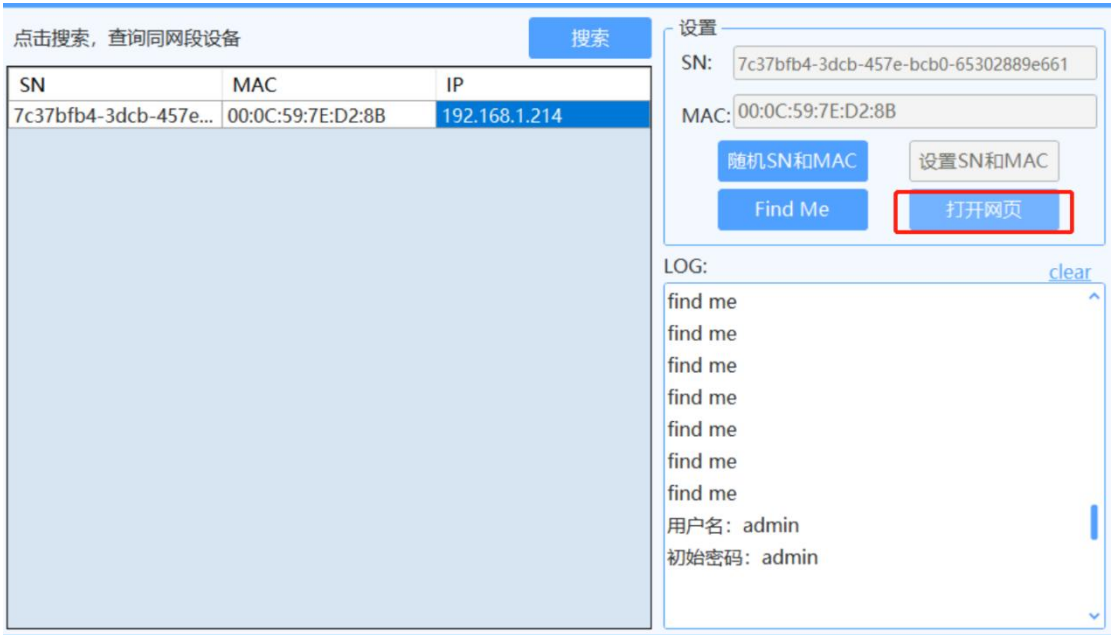 点击搜索，查询同网段设备
搜索
SN MAC IP
7c37bfb4-3dcb-457e... 00:0C:59:7E:D2:8B 192.168.1.214
设置
SN: 7c37bfb4-3dcb-457e-bcb0-65302889e661
MAC: 00:0C:59:7E:D2:8B
随机SN和MAC 设置SN和MAC
Find Me 打开网页
LOG: clear
find me
find me
find me
find me
find me
find me
find me
用户名：admin
初始密码：admin